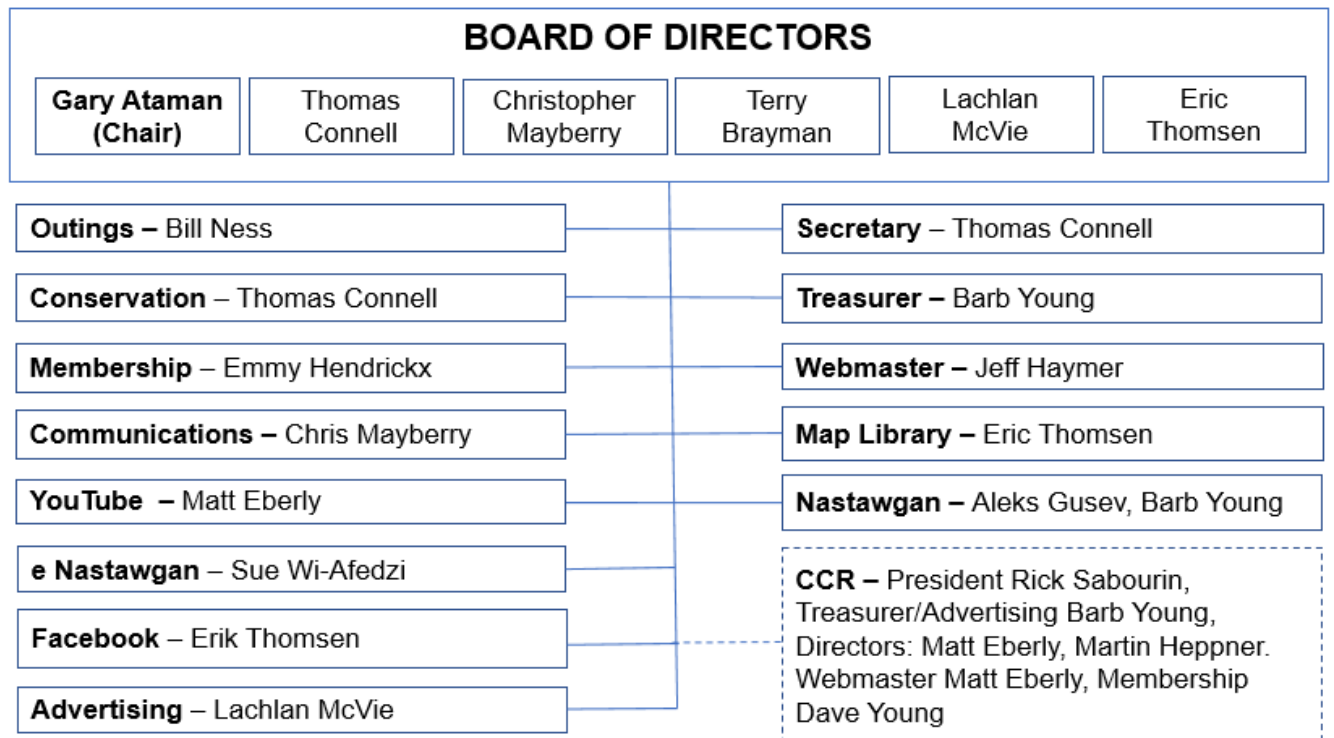 BOARD OF DIRECTORS
Gary Ataman
(Chair)
Thomas
Connell
Christopher
Mayberry
Terry
Brayman
Lachlan
McVie
Eric
Thomsen
Outings – Bill Ness
Conservation – Thomas Connell
Membership – Emmy Hendrickx
Communications – Chris Mayberry
YouTube – Matt Eberly
e Nastawgan – Sue Wi-Afedzi
Facebook – Erik Thomsen
Advertising – Lachlan McVie
Secretary – Thomas Connell
Treasurer – Barb Young
Webmaster – Jeff Haymer
Map Library – Eric Thomsen
Nastawgan – Aleks Gusev, Barb Young
CCR – President Rick Sabourin,
Treasurer/Advertising Barb Young,
Directors: Matt Eberly, Martin Heppner.
Webmaster Matt Eberly, Membership
Dave Young